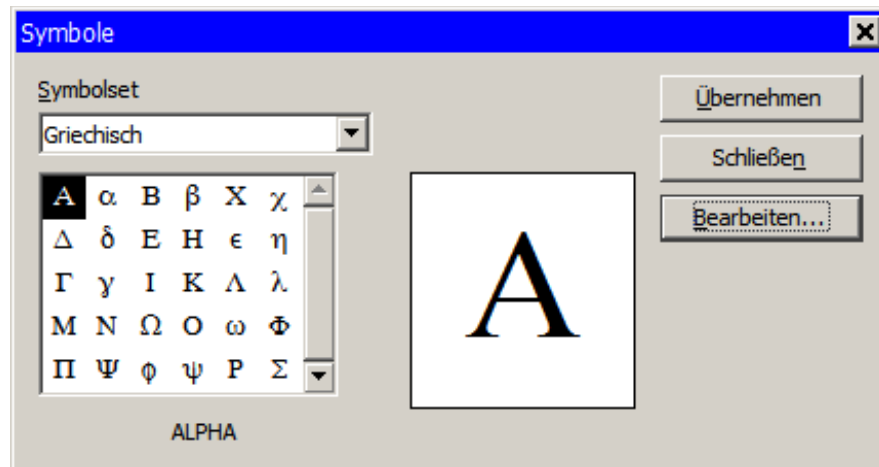 Symbole
Symbolset
Griechisch
Α α Β β Χ χ
Δ δ Ε Η ϵ η
Γ γ Ι Κ Λ λ
Μ Ν Ω Ο ω Φ
Π Ψ ϕ ψ Ρ Σ
ALPHA
Α
Übernehmen
Schließen
Bearbeiten...